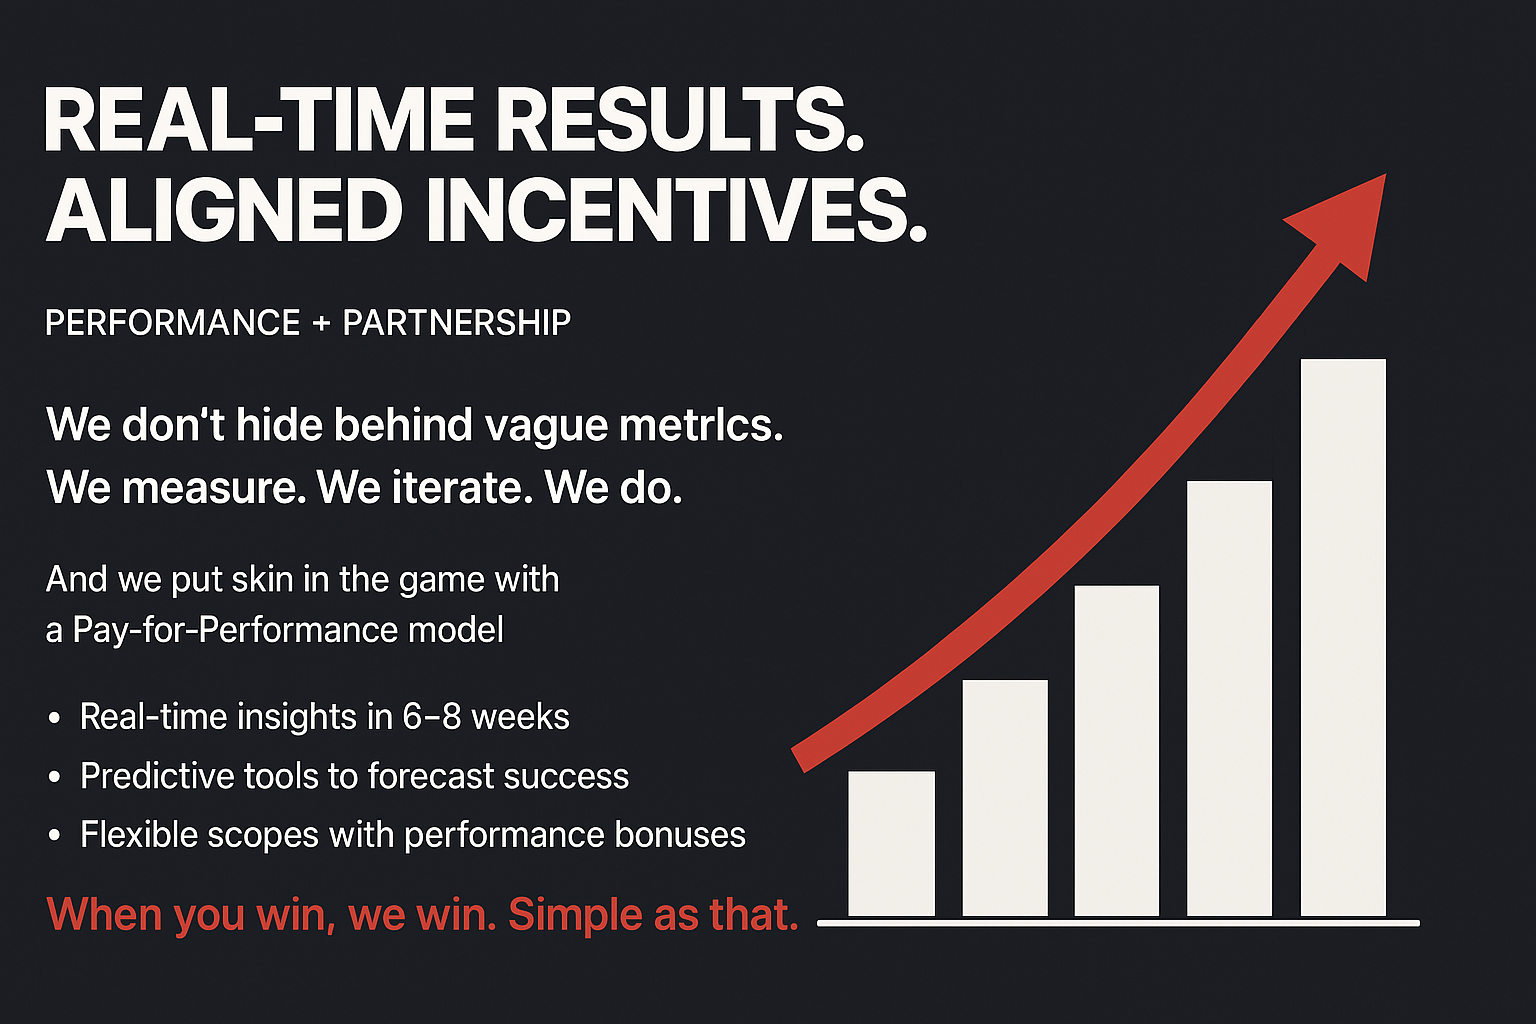 REAL-TIME RESULTS.
ALIGNED INCENTIVES.
PERFORMANCE + PARTNERSHIP
We don‘t hide behind vague metrlcs.
We measure. We iterate. We do.
And we put skin in the game with
a Pay-for-Performance model
• Real-time insights in 6–8 weeks
• Predictive tools to forecast success
• Flexible scopes with performance bonuses
When you win, we win. Simple as that.